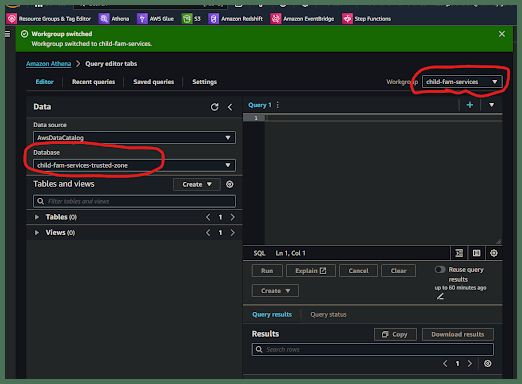 Resource Groups & Tag Editor Athena AWS Glue S3 Amazon Redshift Amazon EventBridge Step Functions
Workgroup switched
Workgroup switched to child-fam-services.
Amazon Athena > Query editor tabs
Editor Recent queries Saved queries Settings
Workgroup child-fam-services
Data
Query 1
Data source
1
AwsDataCatalog
Database
child-fam-services-trusted-zone
Tables and views Create
Filter tables and views
Tables (0) 1
Views (0) 1
SQL Ln 1, Col 1
Run Explain Cancel Clear
Reuse query results
up to 60 minutes ago
Create
Query results Query status
Results Copy Download results
Search rows
1